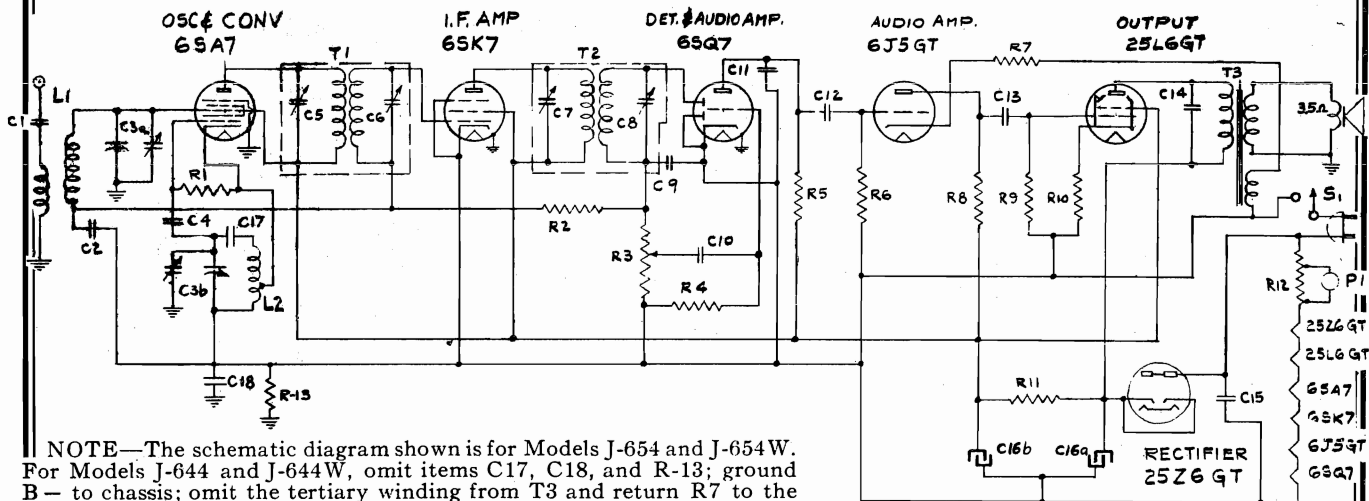 OSC & CONV
6SA7
I.F. AMP
6SK7
DET. & AUDIO AMP.
6SQ7
AUDIO AMP.
6J5GT
OUTPUT
25L6GT
T1
T2
C11
R7
T3
L1
C1
C3a
C5
C6
C7
C8
C12
C13
C14
35Ω
R1
C9
C4
C17
C2
R2
R5
R6
R8
R9
R10
S1
C3b
L2
R3
C10
R4
R12
P1
25Z6GT
25L6GT
6SA7
6SK7
6J5GT
6SQ7
C18
R-13
R11
C15
C16b
C16a
RECTIFIER
25Z6 GT
NOTE—The schematic diagram shown is for Models J-654 and J-654W.
For Models J-644 and J-644W, omit items C17, C18, and R-13; ground
B— to chassis; omit the tertiary winding from T3 and return R7 to the